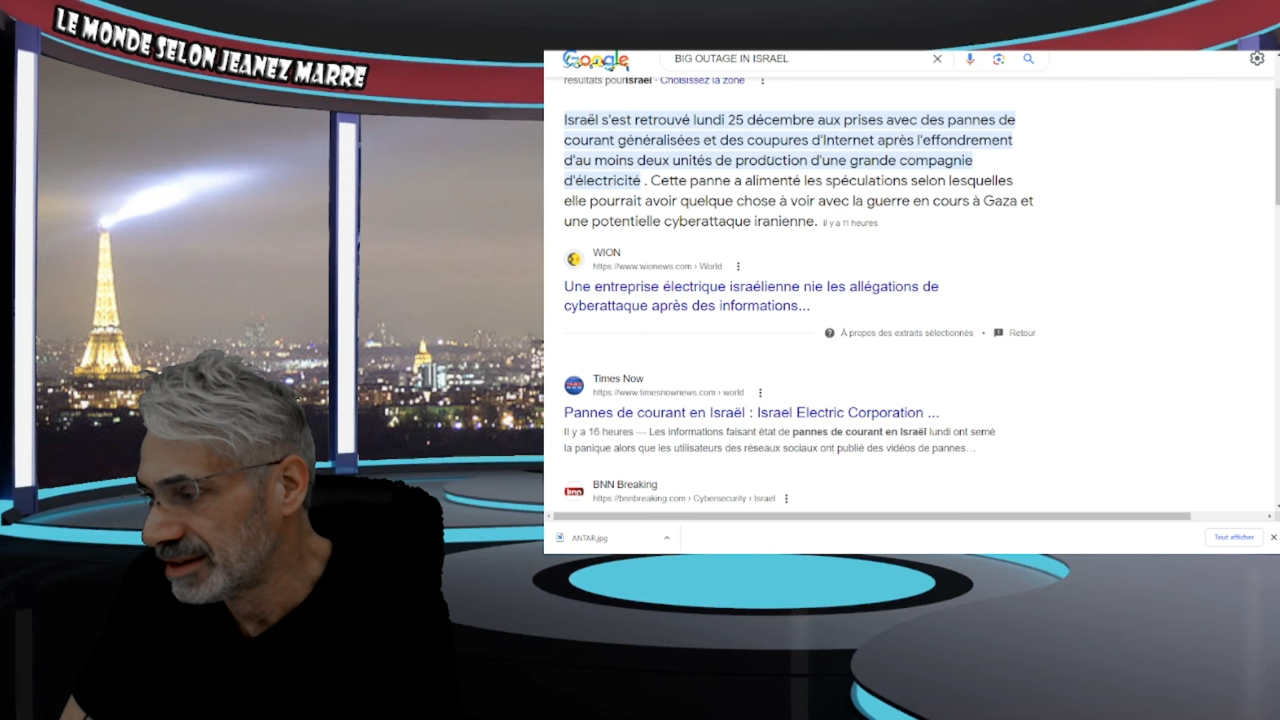 LE MONDE SELON JEANEZ MARRE
Google
BIG OUTAGE IN ISRAEL
résultats pourIsraël · Choisissez la zone
Israël s'est retrouvé lundi 25 décembre aux prises avec des pannes de
courant généralisées et des coupures d'Internet après l'effondrement
d'au moins deux unités de production d'une grande compagnie
d'électricité . Cette panne a alimenté les spéculations selon lesquelles
elle pourrait avoir quelque chose à voir avec la guerre en cours à Gaza et
une potentielle cyberattaque iranienne. Il y a 11 heures
WION
https://www.wionews.com › World
Une entreprise électrique israélienne nie les allégations de
cyberattaque après des informations...
À propos des extraits sélectionnés • Retour
Times Now
https://www.timesnownews.com › world
Pannes de courant en Israël : Israel Electric Corporation ...
Il y a 16 heures — Les informations faisant état de pannes de courant en Israël lundi ont semé
la panique alors que les utilisateurs des réseaux sociaux ont publié des vidéos de pannes...
bnn
BNN Breaking
https://bnnbreaking.com › Cybersecurity › Israel
ANTAR.jpg
Tout afficher